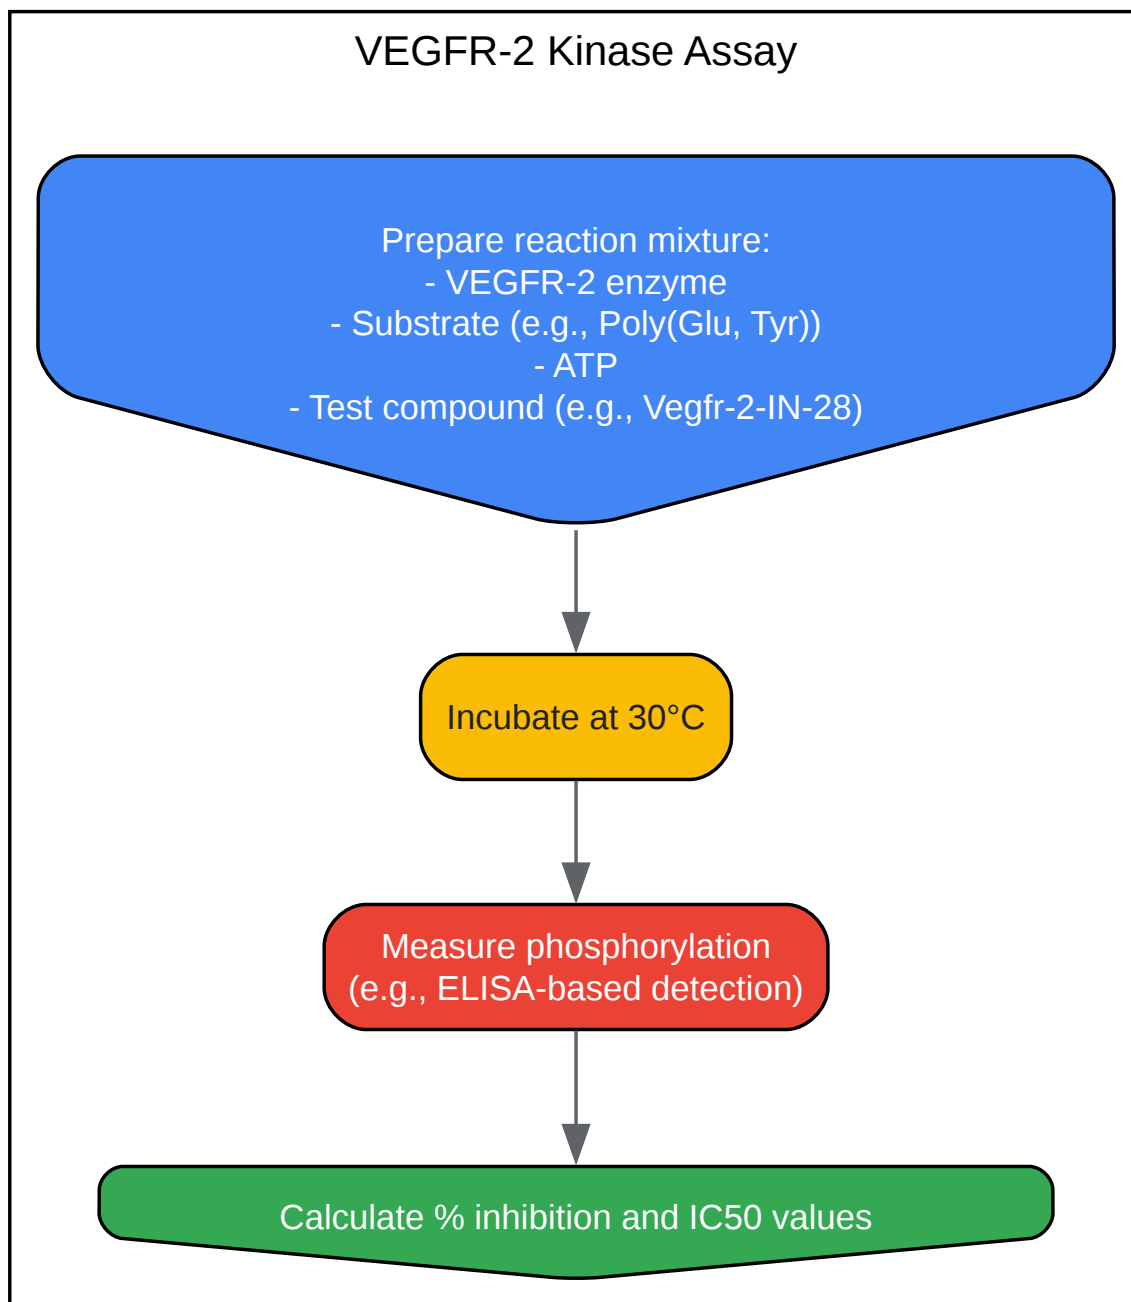 VEGFR-2 Kinase Assay
Prepare reaction mixture:
- VEGFR-2 enzyme
- Substrate (e.g., Poly(Glu, Tyr))
- ATP
- Test compound (e.g., Vegfr-2-IN-28)
Incubate at 30°C
Measure phosphorylation
(e.g., ELISA-based detection)
Calculate % inhibition and IC50 values